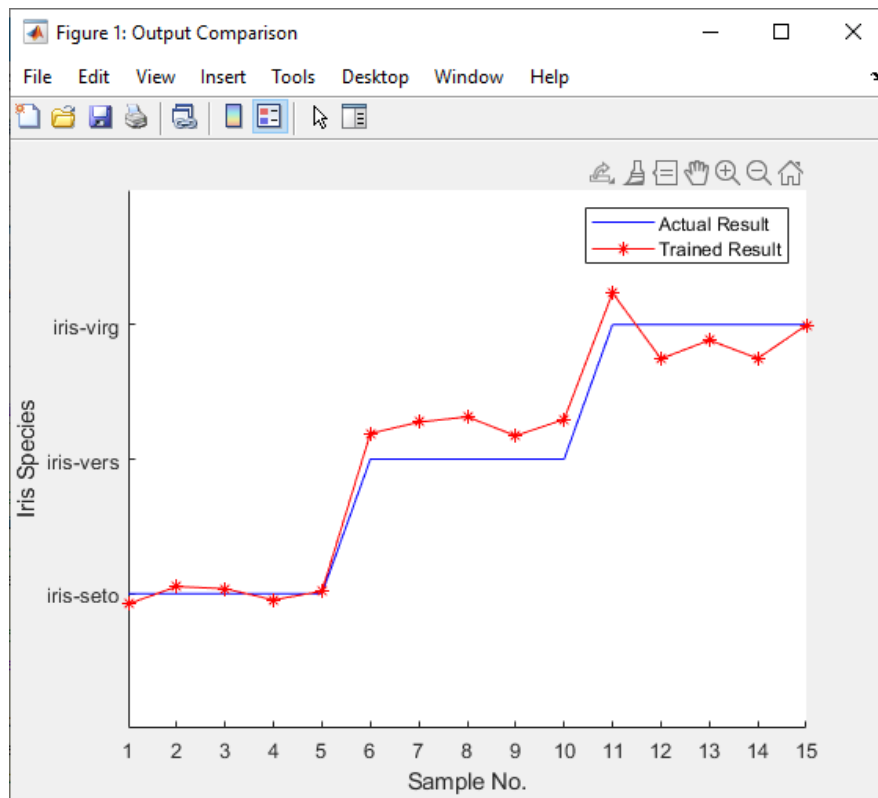 Figure 1: Output Comparison
File Edit View Insert Tools Desktop Window Help
Actual Result
Trained Result
iris-virg
iris-vers
iris-seto
Iris Species
1 2 3 4 5 6 7 8 9 10 11 12 13 14 15
Sample No.